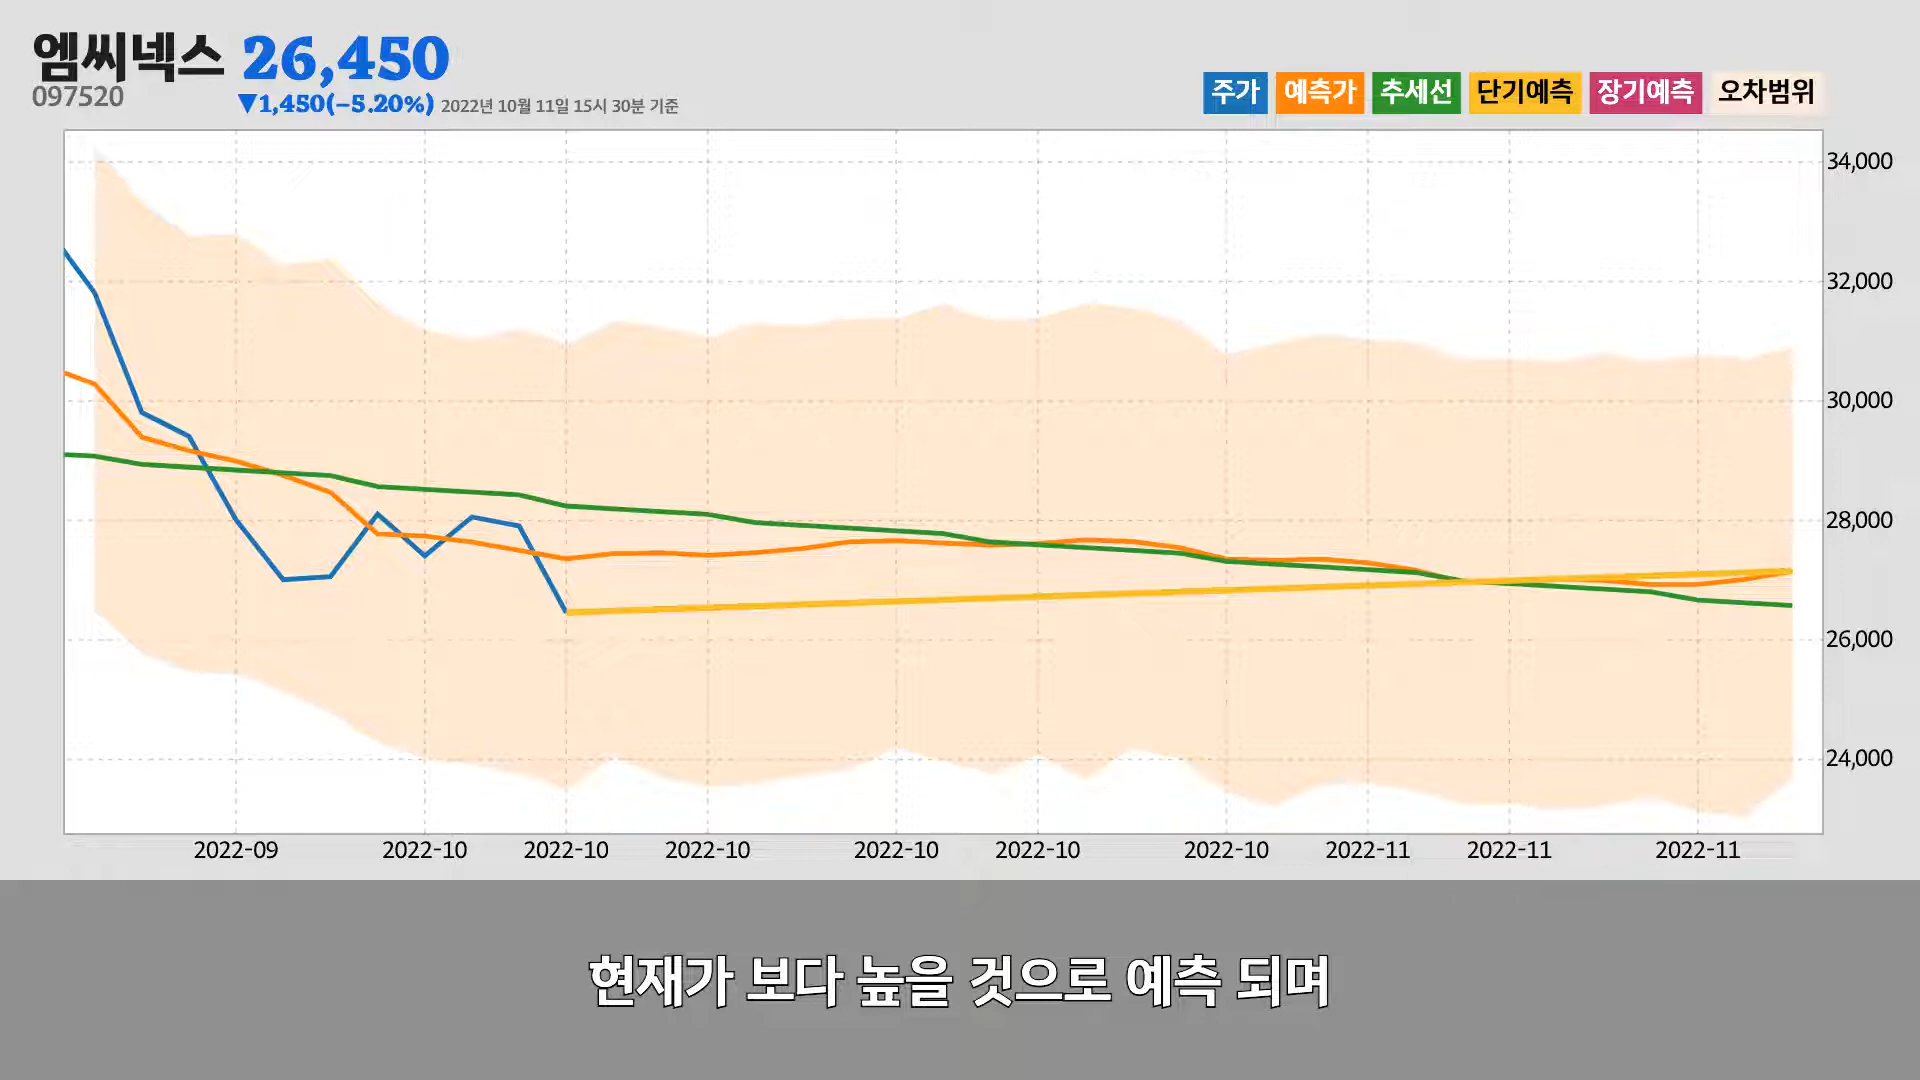 엠씨넥스 26,450
097520
▼1,450(−5.20%) 2022년 10월 11일 15시 30분 기준
주가 예측가 추세선 단기예측 장기예측 오차범위
34,000
32,000
30,000
28,000
26,000
24,000
2022-09 2022-10 2022-10 2022-10 2022-10 2022-10 2022-10 2022-11 2022-11 2022-11
현재가 보다 높을 것으로 예측 되며